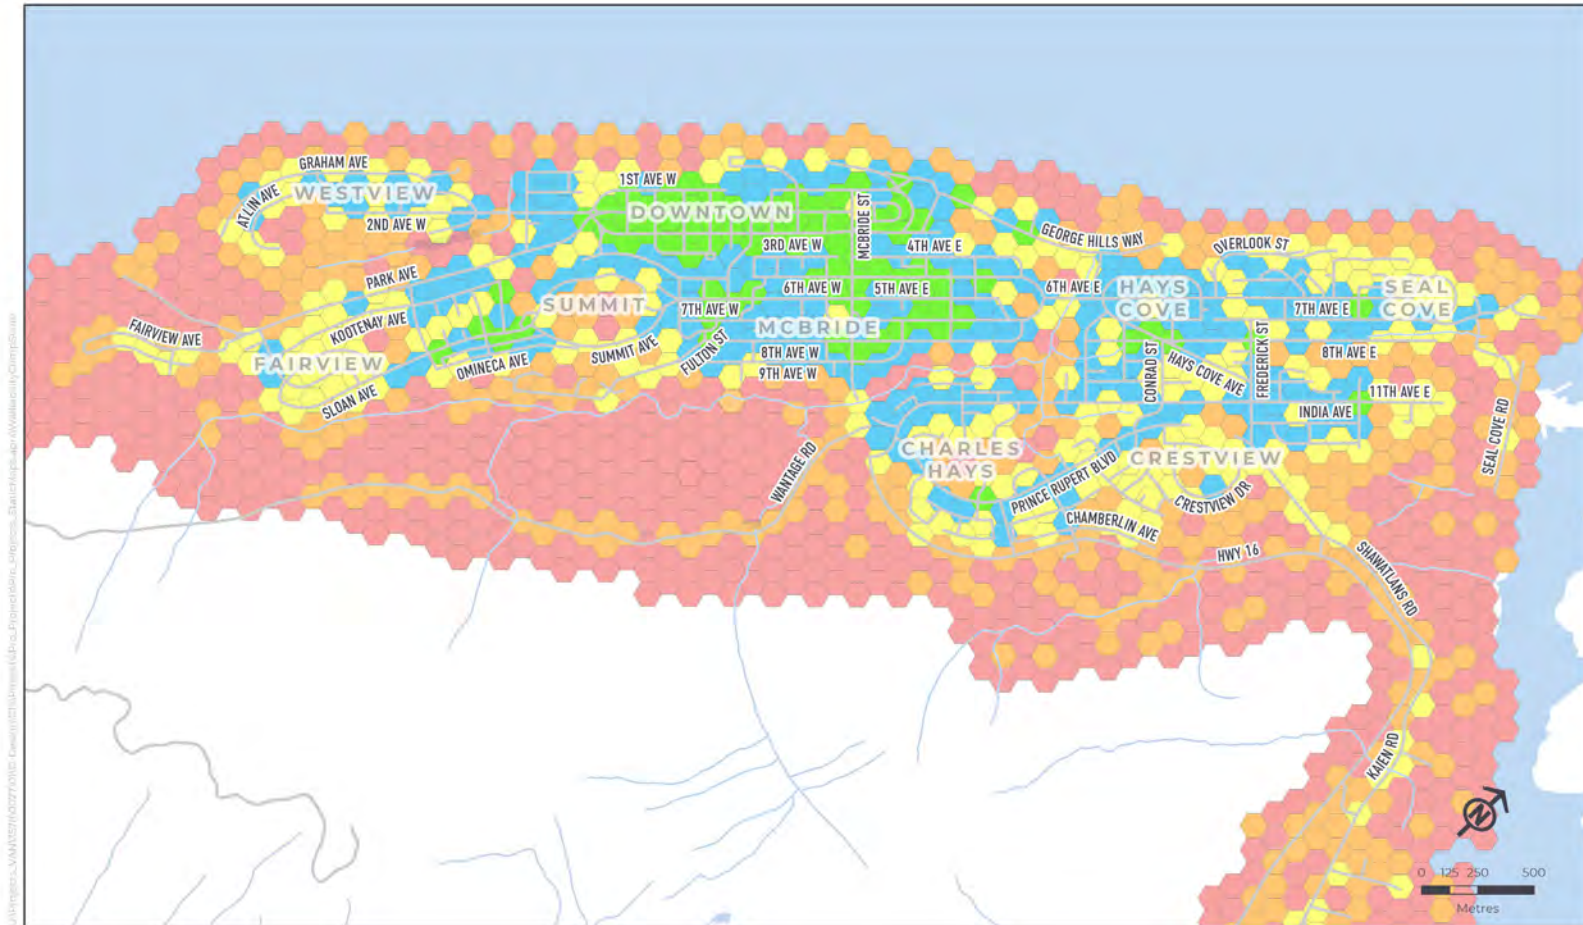 GRAHAM AVE
WESTVIEW
ATLIN AVE
2ND AVE W
1ST AVE W
DOWNTOWN
MCBRIDE ST
3RD AVE W
4TH AVE E
GEORGE HILLS WAY
OVERLOOK ST
PARK AVE
SUMMIT
6TH AVE W
5TH AVE E
6TH AVE E
HAYS
COVE
7TH AVE E
SEAL
COVE
7TH AVE W
MCBRIDE
FAIRVIEW AVE
KOOTENAY AVE
FAIRVIEW
OMINECA AVE
SUMMIT AVE
FULTON ST
8TH AVE W
9TH AVE W
CONRAD ST
HAYS COVE AVE
FREDERICK ST
8TH AVE E
11TH AVE E
INDIA AVE
SLOAN AVE
WANTAGE RD
CHARLES
HAYS
PRINCE RUPERT BLVD
CRESTVIEW
CRESTVIEW DR
CHAMBERLIN AVE
SEAL COVE RD
HWY 16
SHAWATLANS RD
KAIEN RD
N
0 125 250 500
Metres